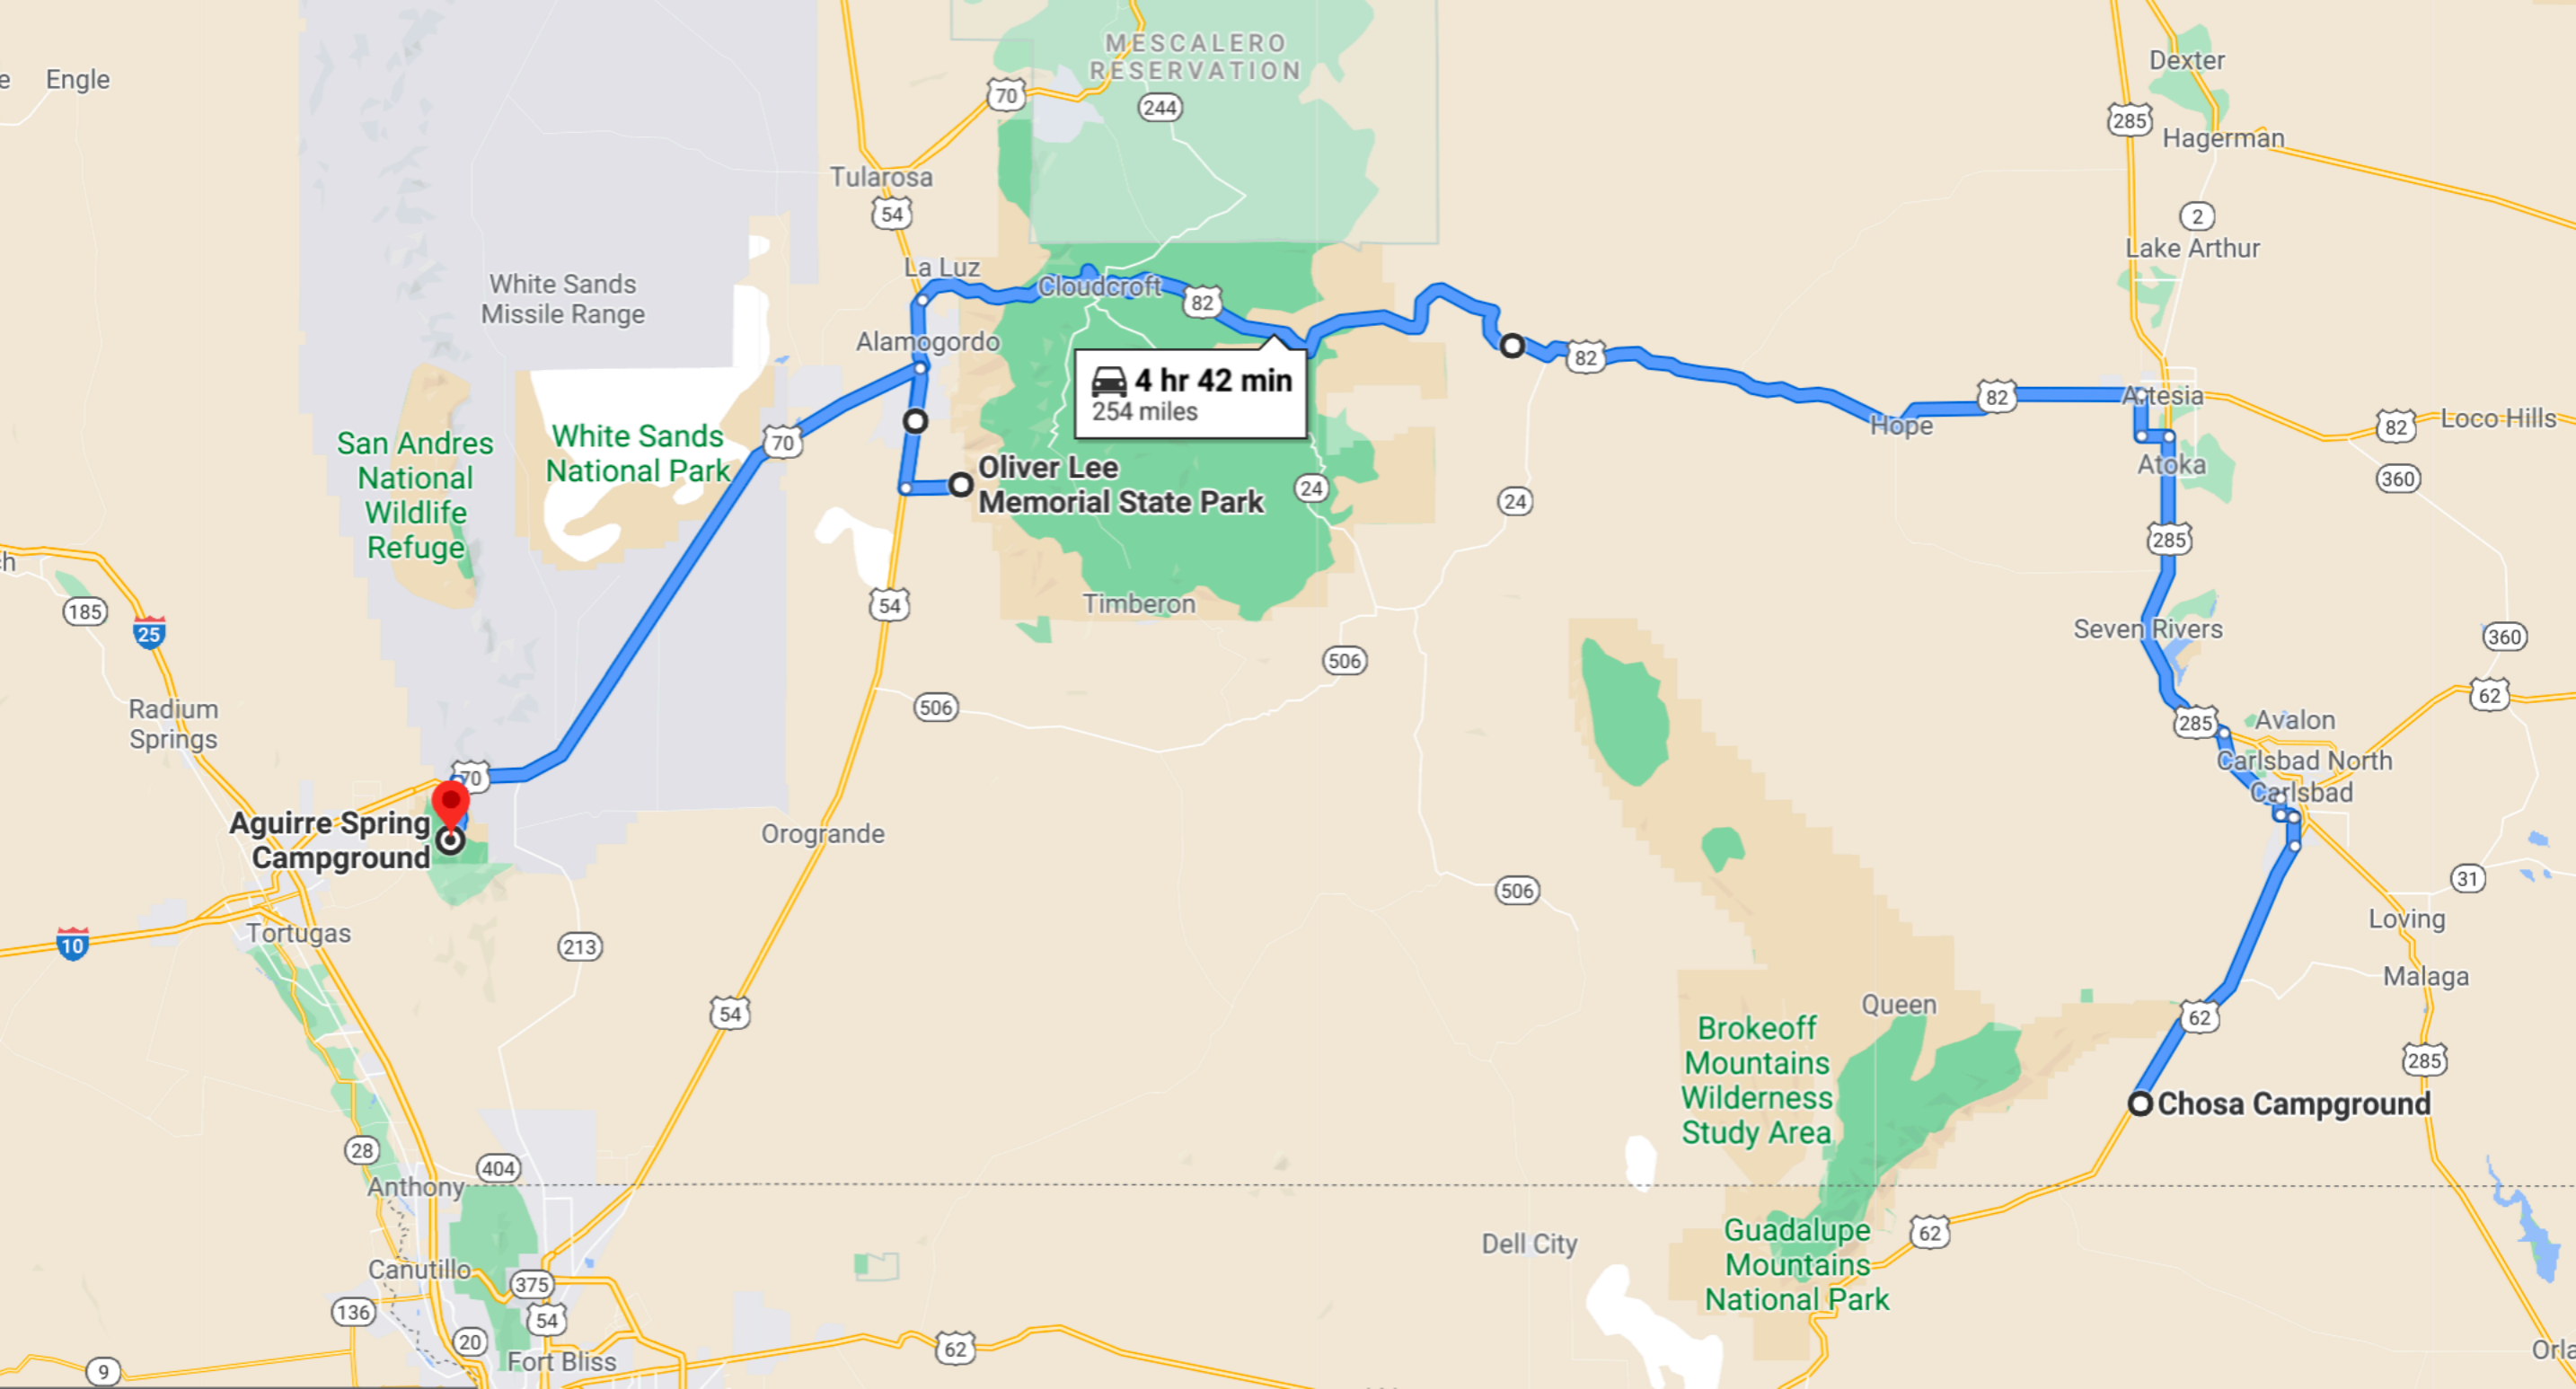 MESCALERO
RESERVATION
Dexter
Engle
e
70
244
285
Hagerman
Tularosa
54
2
Lake Arthur
La Luz
White Sands
Missile Range
Cloudcroft
82
Alamogordo
82
4 hr 42 min
254 miles
82
Artesia
Hope
82
Loco Hills
San Andres
National
Wildlife
Refuge
White Sands
National Park
70
Oliver Lee
Memorial State Park
24
24
Atoka
360
285
h
185
25
54
Timberon
Seven Rivers
360
506
62
506
Radium
Springs
285
Avalon
Carlsbad North
Carlsbad
70
Aguirre Spring
Campground
Orogrande
506
31
Loving
10
Tortugas
213
Malaga
54
Queen
62
Brokeoff
Mountains
Wilderness
Study Area
285
Chosa Campground
28
404
Anthony
Guadalupe
Mountains
National Park
62
Dell City
Canutillo
375
136
54
20
62
Fort Bliss
9
Orla